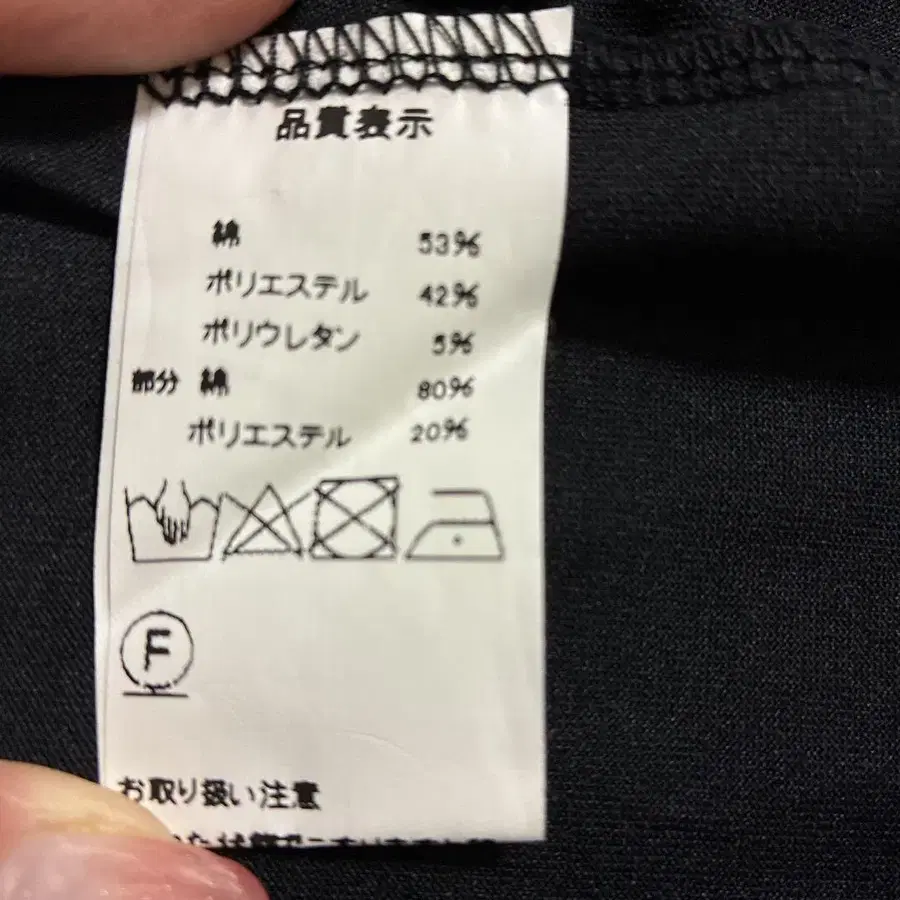 品質表示
綿 53%
ポリエステル 42%
ポリウレタン 5%
部分 綿 80%
ポリエステル 20%
F
お取り扱い注意